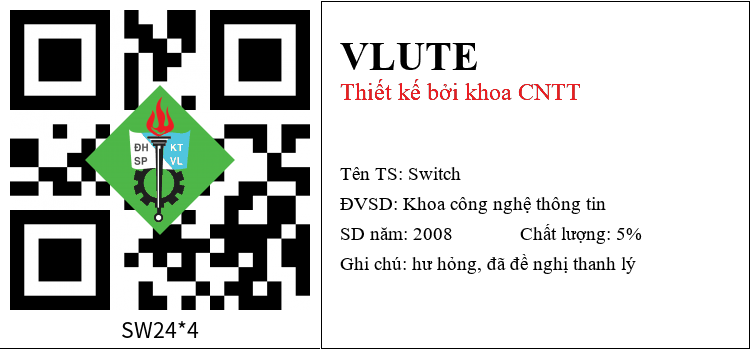 ĐH KT
SP VL
SW24*4
VLUTE
Thiết kế bởi khoa CNTT
Tên TS: Switch
ĐVSD: Khoa công nghệ thông tin
SD năm: 2008 Chất lượng: 5%
Ghi chú: hư hỏng, đã đề nghị thanh lý